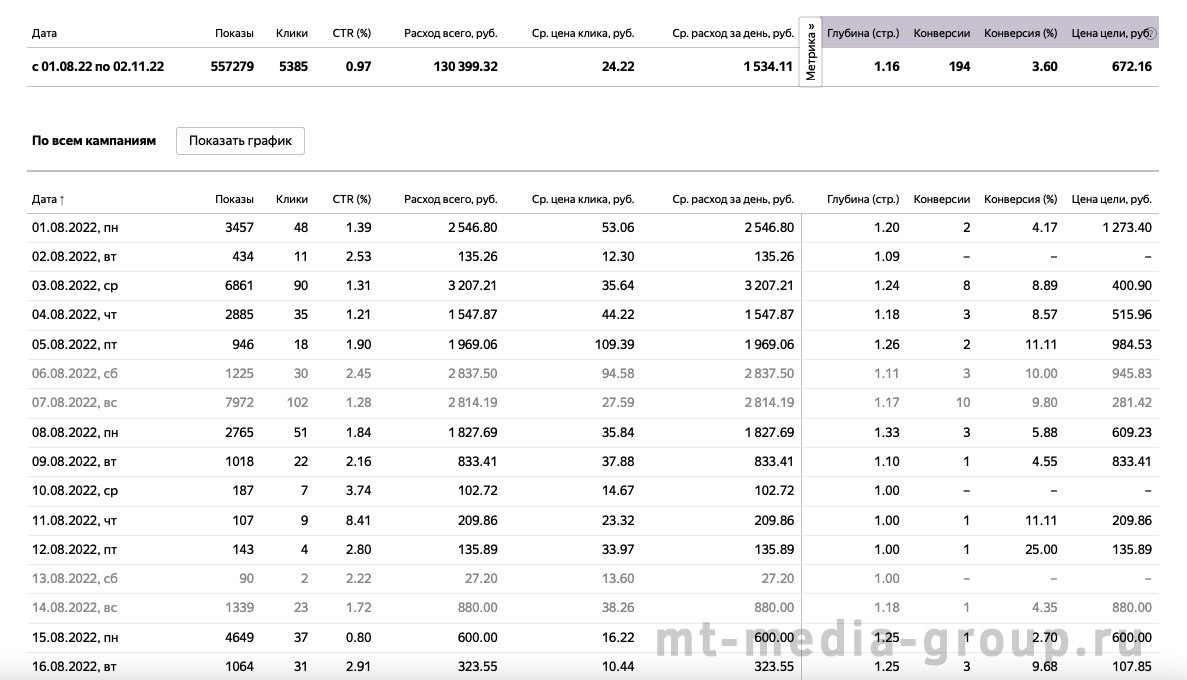 Дата Показы Клики CTR (%) Расход всего, руб. Ср. цена клика, руб. Ср. расход за день, руб. Метрика » Глубина (стр.) Конверсии Конверсия (%) Цена цели, руб. ?
с 01.08.22 по 02.11.22 557279 5385 0.97 130 399.32 24.22 1 534.11 1.16 194 3.60 672.16
По всем кампаниям Показать график
Дата ↑ Показы Клики CTR (%) Расход всего, руб. Ср. цена клика, руб. Ср. расход за день, руб. Глубина (стр.) Конверсии Конверсия (%) Цена цели, руб.
01.08.2022, пн 3457 48 1.39 2 546.80 53.06 2 546.80 1.20 2 4.17 1 273.40
02.08.2022, вт 434 11 2.53 135.26 12.30 135.26 1.09 – – –
03.08.2022, ср 6861 90 1.31 3 207.21 35.64 3 207.21 1.24 8 8.89 400.90
04.08.2022, чт 2885 35 1.21 1 547.87 44.22 1 547.87 1.18 3 8.57 515.96
05.08.2022, пт 946 18 1.90 1 969.06 109.39 1 969.06 1.26 2 11.11 984.53
06.08.2022, сб 1225 30 2.45 2 837.50 94.58 2 837.50 1.11 3 10.00 945.83
07.08.2022, вс 7972 102 1.28 2 814.19 27.59 2 814.19 1.17 10 9.80 281.42
08.08.2022, пн 2765 51 1.84 1 827.69 35.84 1 827.69 1.33 3 5.88 609.23
09.08.2022, вт 1018 22 2.16 833.41 37.88 833.41 1.10 1 4.55 833.41
10.08.2022, ср 187 7 3.74 102.72 14.67 102.72 1.00 – – –
11.08.2022, чт 107 9 8.41 209.86 23.32 209.86 1.00 1 11.11 209.86
12.08.2022, пт 143 4 2.80 135.89 33.97 135.89 1.00 1 25.00 135.89
13.08.2022, сб 90 2 2.22 27.20 13.60 27.20 1.00 – – –
14.08.2022, вс 1339 23 1.72 880.00 38.26 880.00 1.18 1 4.35 880.00
15.08.2022, пн 4649 37 0.80 600.00 16.22 600.00 1.25 1 2.70 600.00
mt-media-group.ru
16.08.2022, вт 1064 31 2.91 323.55 10.44 323.55 1.25 3 9.68 107.85